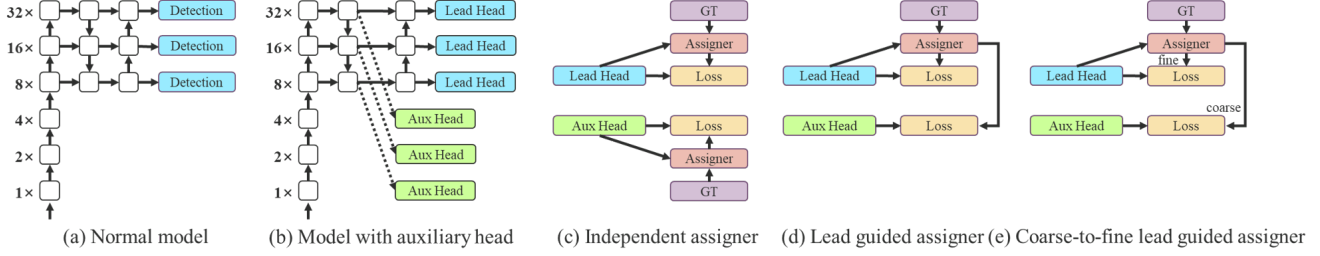 32×
Detection
16×
Detection
8×
Detection
4×
2×
1×
(a) Normal model
32×
Lead Head
16×
Lead Head
8×
Lead Head
4×
Aux Head
2×
Aux Head
1×
Aux Head
(b) Model with auxiliary head
GT
Assigner
Lead Head
Loss
Aux Head
Loss
Assigner
GT
(c) Independent assigner
GT
Assigner
Lead Head
Loss
Aux Head
Loss
(d) Lead guided assigner
GT
Assigner
fine
Lead Head
Loss
coarse
Aux Head
Loss
(e) Coarse-to-fine lead guided assigner